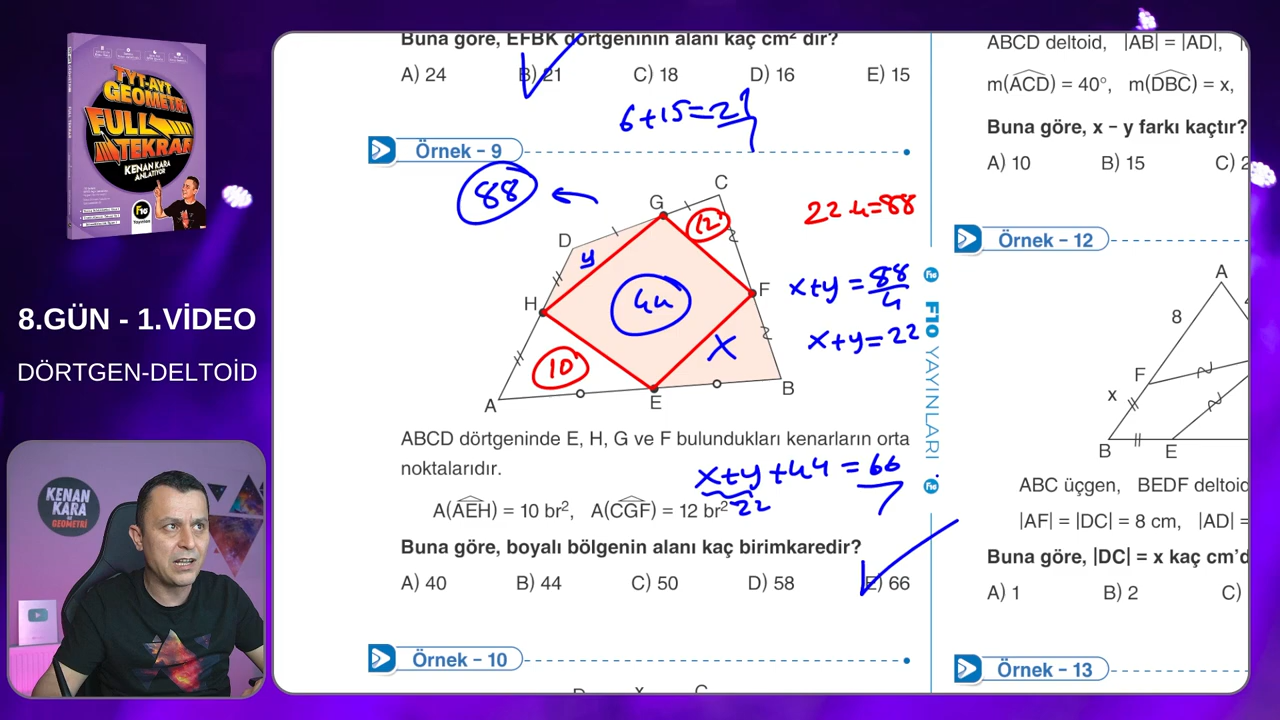 TYT-AYT
GEOMETRİ
FULL
TEKRAR
KENAN KARA
ANLATIYOR
F10
8.GÜN - 1.VİDEO
DÖRTGEN-DELTOİD
KENAN
KARA
GEOMETRİ
Buna göre, EFBK dörtgeninin alanı kaç cm² dir?
A) 24 B) 21 C) 18 D) 16 E) 15
6+15=21
Örnek - 9
88
22.4=88
x+y = 88/4
x+y=22
D G C
H F
A E B
y
12
44
10
x
ABCD dörtgeninde E, H, G ve F bulundukları kenarların orta
noktalarıdır.
x+y+44 = 66
22
A(AEH) = 10 br², A(CGF) = 12 br²
Buna göre, boyalı bölgenin alanı kaç birimkaredir?
A) 40 B) 44 C) 50 D) 58 E) 66
Örnek - 10
x
C
F10 YAYINLARI
ABCD deltoid, |AB| = |AD|,
m(ACD) = 40°, m(DBC) = x,
Buna göre, x – y farkı kaçtır?
A) 10 B) 15 C) 2
Örnek - 12
A
8
F
x
B E
ABC üçgen, BEDF deltoid
|AF| = |DC| = 8 cm, |AD| =
Buna göre, |DC| = x kaç cm'd
A) 1 B) 2 C)
Örnek - 13